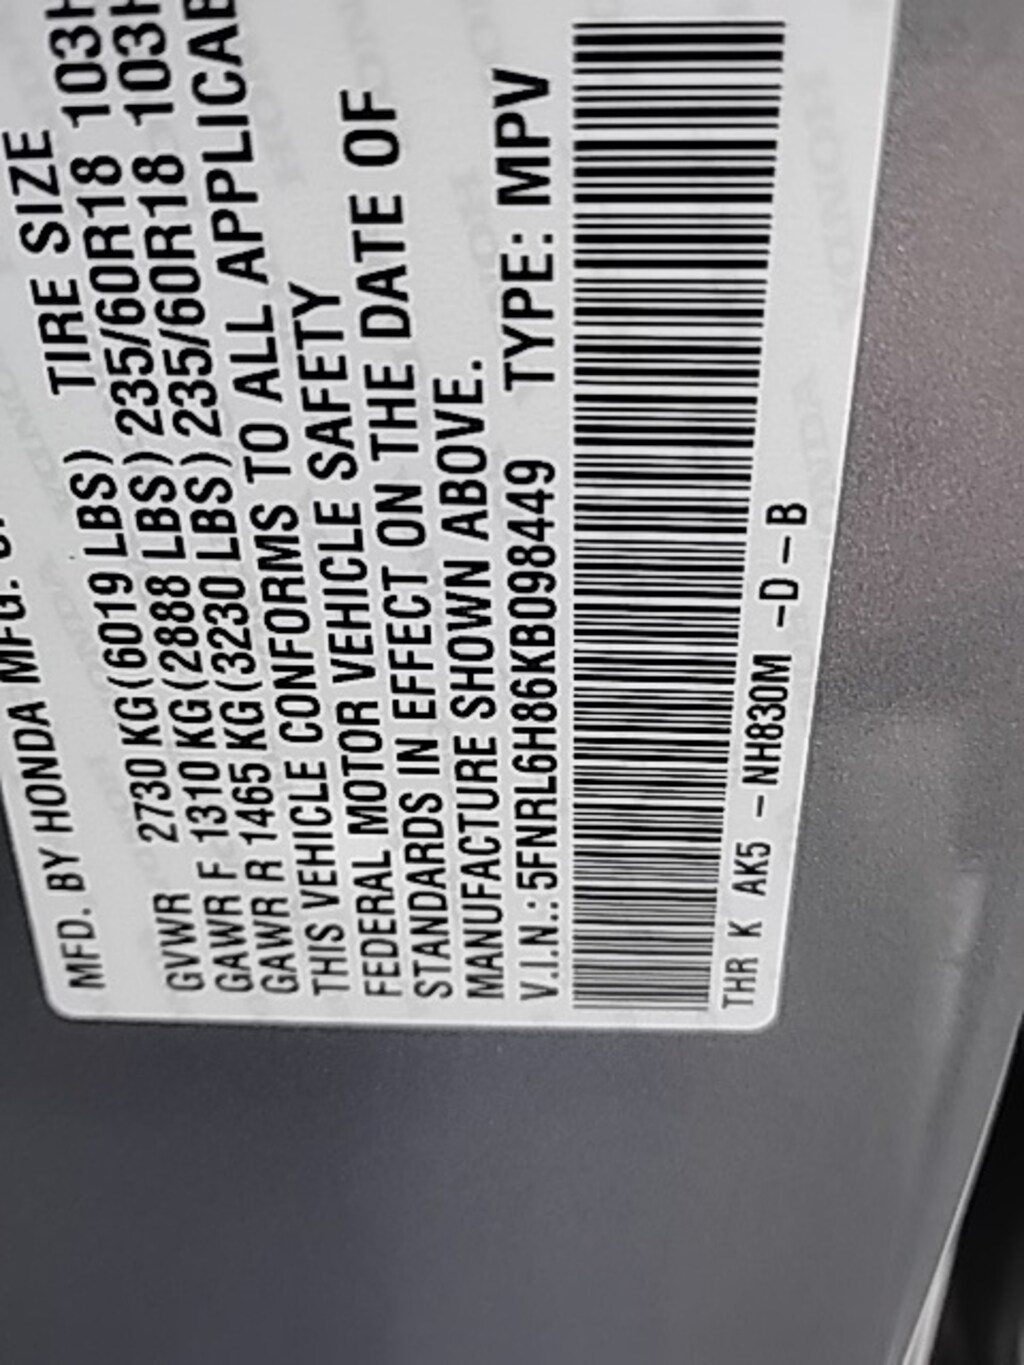 MFD. BY HONDA MFG.
TIRE SIZE
GVWR 2730 KG(6019 LBS) 235/60R18 103H
GAWR F 1310 KG(2888 LBS) 235/60R18 103H
GAWR R 1465 KG(3230 LBS)
THIS VEHICLE CONFORMS TO ALL
FEDERAL MOTOR VEHICLE SAFETY
STANDARDS IN EFFECT ON THE DATE OF
MANUFACTURE SHOWN ABOVE.
V.I.N.: 5FNRL6H86KB098449 TYPE: MPV
THR K AK5 - NH830M -D-B